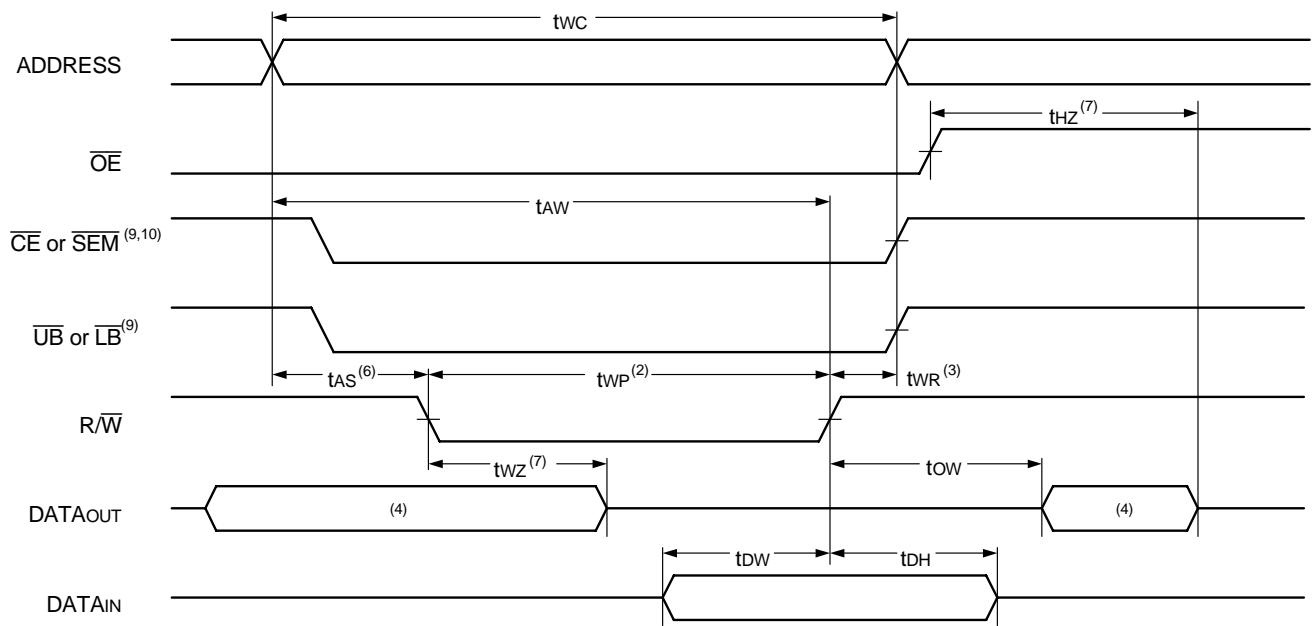 tWC
ADDRESS
tHZ(7)
OE
tAW
CE or SEM(9,10)
UB or LB(9)
tAS(6) tWP(2) tWR(3)
R/W
tWZ(7) tOW
DATAOUT (4) (4)
tDW tDH
DATAIN